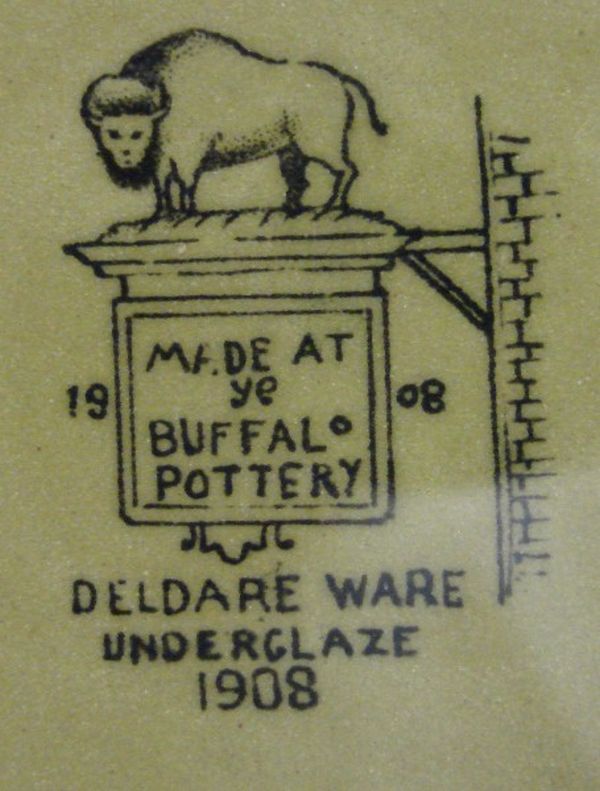 MADE AT
ye
19 08
BUFFALO
POTTERY
DELDARE WARE
UNDERGLAZE
1908